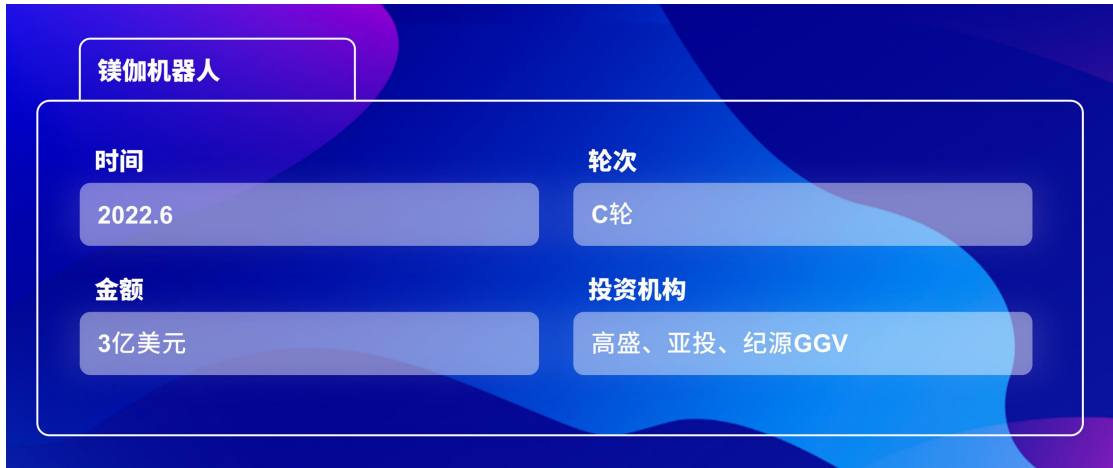 镁伽机器人
时间
轮次
2022.6
C轮
金额
投资机构
3亿美元
高盛、亚投、纪源GGV